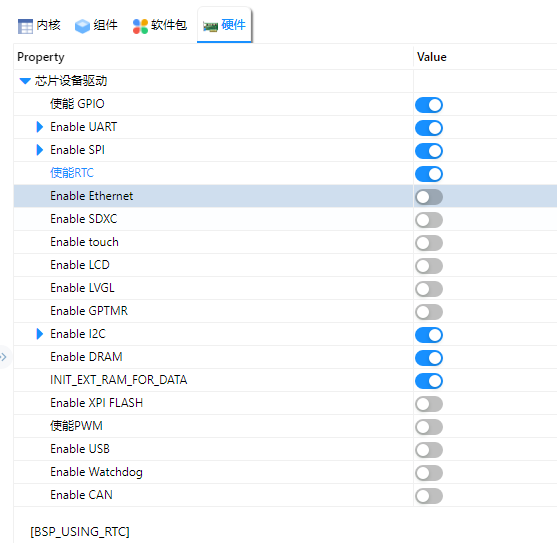 内核 组件 软件包 硬件
Property Value
芯片设备驱动
使能 GPIO
Enable UART
Enable SPI
使能RTC
Enable Ethernet
Enable SDXC
Enable touch
Enable LCD
Enable LVGL
Enable GPTMR
Enable I2C
Enable DRAM
INIT_EXT_RAM_FOR_DATA
Enable XPI FLASH
使能PWM
Enable USB
Enable Watchdog
Enable CAN
[BSP_USING_RTC]